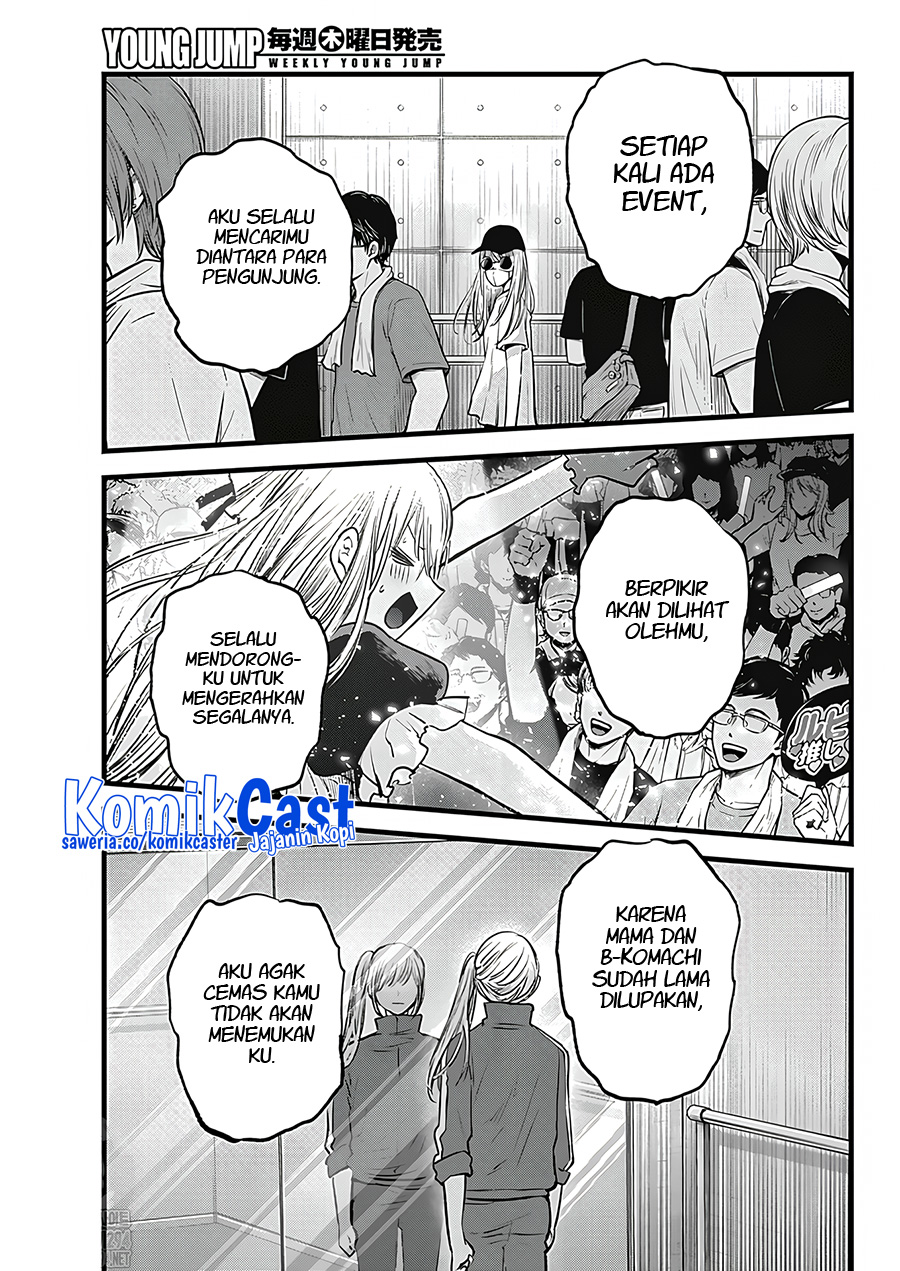 YOUNG JUMP 毎週木曜日発売
WEEKLY YOUNG JUMP
SETIAP
KALI ADA
EVENT,
AKU SELALU
MENCARIMU
DIANTARA PARA
PENGUNJUNG.
BERPIKIR
AKAN DILIHAT
OLEHMU,
SELALU
MENDORONG-
KU UNTUK
MENGERAHKAN
SEGALANYA.
推し
KomikCast
saweria.co/komikcaster Jajanin Kopi
KARENA
MAMA DAN
B-KOMACHI
SUDAH LAMA
DILUPAKAN,
AKU AGAK
CEMAS KAMU
TIDAK AKAN
MENEMUKAN
KU.